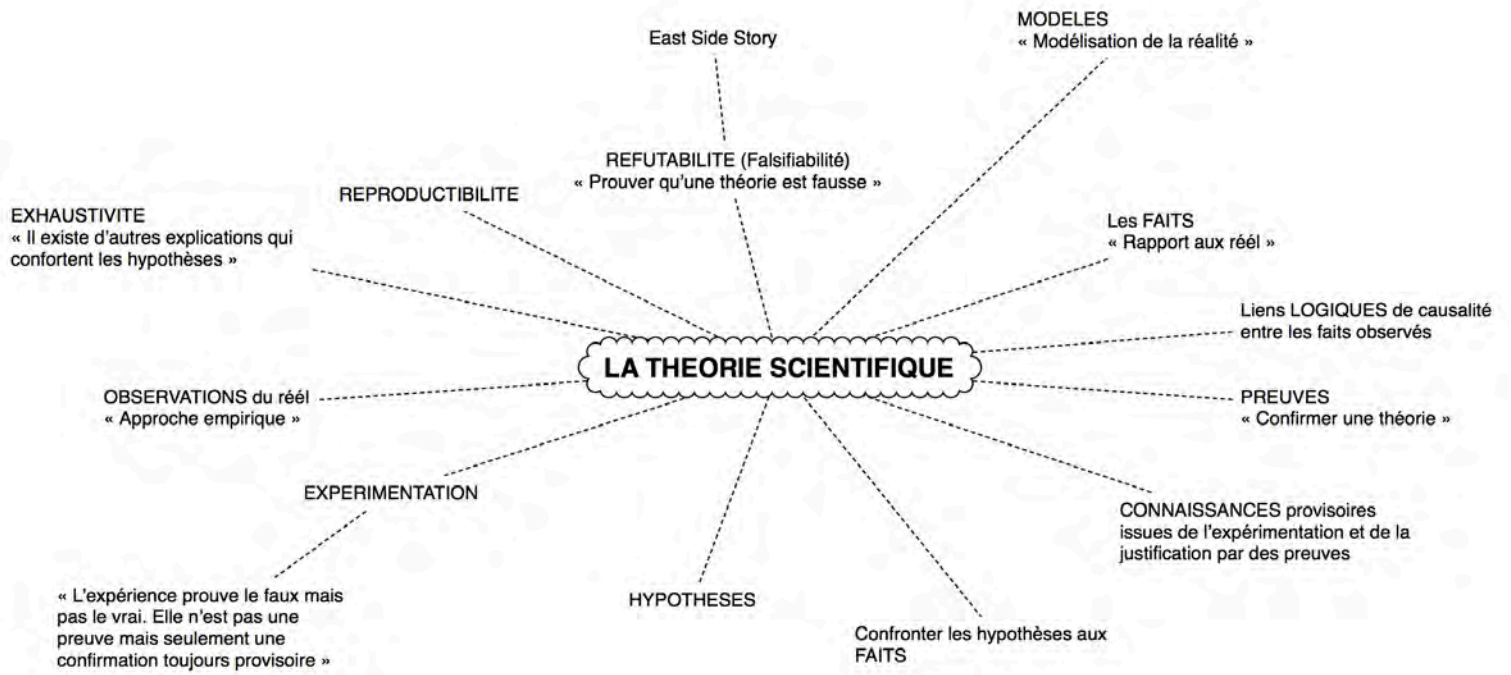 MODELES
« Modélisation de la réalité »
East Side Story
REFUTABILITE (Falsifiabilité)
« Prouver qu'une théorie est fausse »
REPRODUCTIBILITE
EXHAUSTIVITE
« Il existe d'autres explications qui
confortent les hypothèses »
Les FAITS
« Rapport aux réél »
Liens LOGIQUES de causalité
entre les faits observés
LA THEORIE SCIENTIFIQUE
OBSERVATIONS du réél
« Approche empirique »
PREUVES
« Confirmer une théorie »
EXPERIMENTATION
CONNAISSANCES provisoires
issues de l'expérimentation et de la
justification par des preuves
« L'expérience prouve le faux mais
pas le vrai. Elle n'est pas une
preuve mais seulement une
confirmation toujours provisoire »
HYPOTHESES
Confronter les hypothèses aux
FAITS